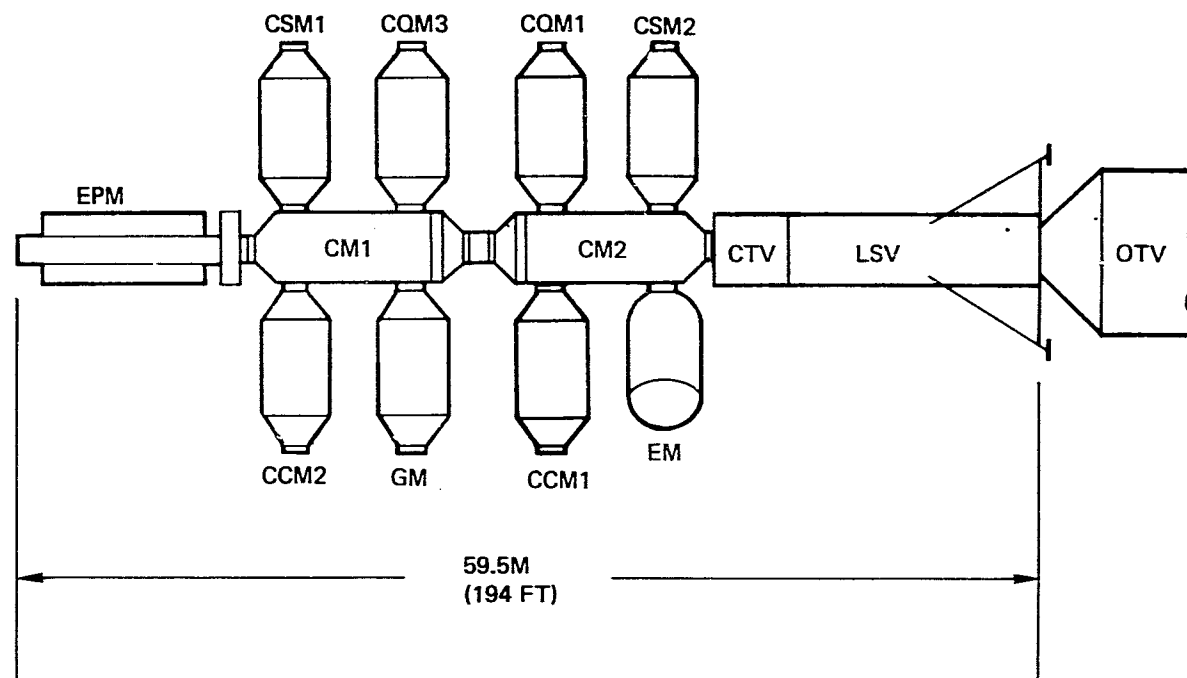 CSM1 CQM3 CQM1 CSM2
EPM
CM1 CM2 CTV LSV OTV
CCM2 GM CCM1 EM
59.5M
(194 FT)